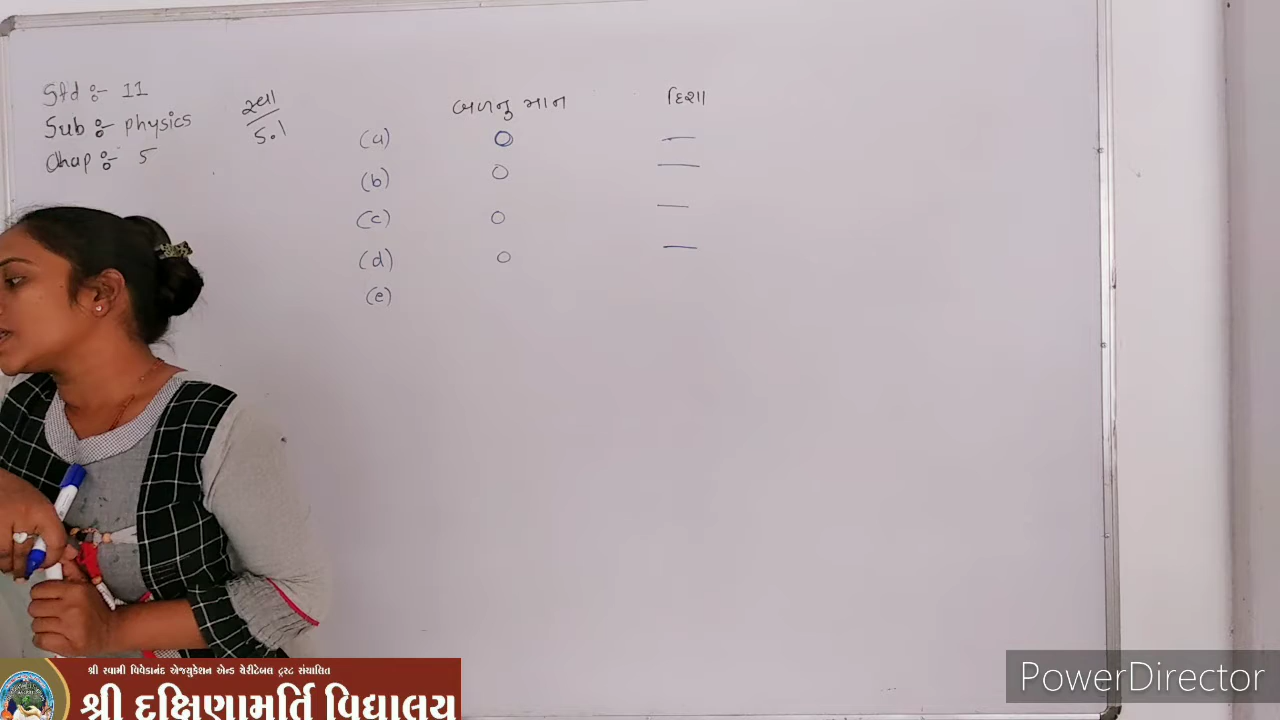 Std :- 11
Sub :- physics
Chap :- 5
સ્વા
5.1
બળનુ માન દિશા
(a) 0 —
(b) 0 —
(c) 0 —
(d) 0 —
(e)
શ્રી સ્વામી વિવેકાનંદ એજ્યુકેશન એન્ડ ચેરીટેબલ ટ્રસ્ટ સંચાલિત
શ્રી દક્ષિણામૂર્તિ વિદ્યાલય
PowerDirector